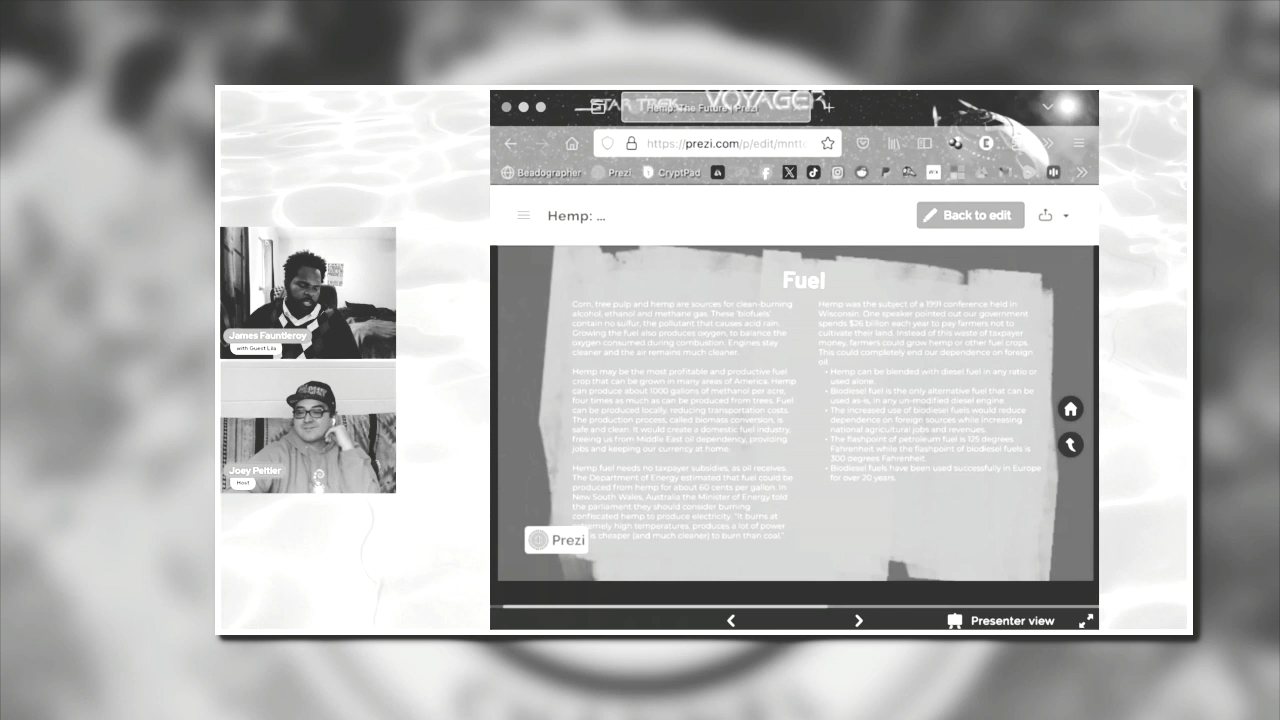 STAR TREK VOYAGER
Hemp: The Future | Prezi
https://prezi.com/p/edit/mntt
Beadographer
Prezi
CryptPad
Hemp: ...
Back to edit
Fuel
Corn, tree pulp and hemp are sources for clean-burning
alcohol, ethanol and methane gas. These 'biofuels'
contain no sulfur, the pollutant that causes acid rain.
Growing the fuel also produces oxygen, to balance the
oxygen consumed during combustion. Engines stay
cleaner and the air remains much cleaner.
Hemp may be the most profitable and productive fuel
crop that can be grown in many areas of America. Hemp
can produce about 1000 gallons of methanol per acre,
four times as much as can be produced from trees. Fuel
can be produced locally, reducing transportation costs.
The production process, called biomass conversion, is
safe and clean. It would create a domestic fuel industry,
freeing us from Middle East oil dependency, providing
jobs and keeping our currency at home.
Hemp fuel needs no taxpayer subsidies, as oil receives.
The Department of Energy estimated that fuel could be
produced from hemp for about 60 cents per gallon. In
New South Wales, Australia the Minister of Energy told
the parliament they should consider burning
confiscated hemp to produce electricity. "It burns at
extremely high temperatures, produces a lot of power
is cheaper (and much cleaner) to burn than coal."
Hemp was the subject of a 1991 conference held in
Wisconsin. One speaker pointed out our government
spends $26 billion each year to pay farmers not to
cultivate their land. Instead of this waste of taxpayer
money, farmers could grow hemp or other fuel crops.
This could completely end our dependence on foreign
oil.
• Hemp can be blended with diesel fuel in any ratio or
used alone.
• Biodiesel fuel is the only alternative fuel that can be
used as-is, in any un-modified diesel engine.
• The increased use of biodiesel fuels would reduce
dependence on foreign sources while increasing
national agricultural jobs and revenues.
• The flashpoint of petroleum fuel is 125 degrees
Fahrenheit while the flashpoint of biodiesel fuels is
300 degrees Fahrenheit.
• Biodiesel fuels have been used successfully in Europe
for over 20 years.
Prezi
Presenter view
James Fauntleroy
with Guest Lila
Joey Peltier
Host